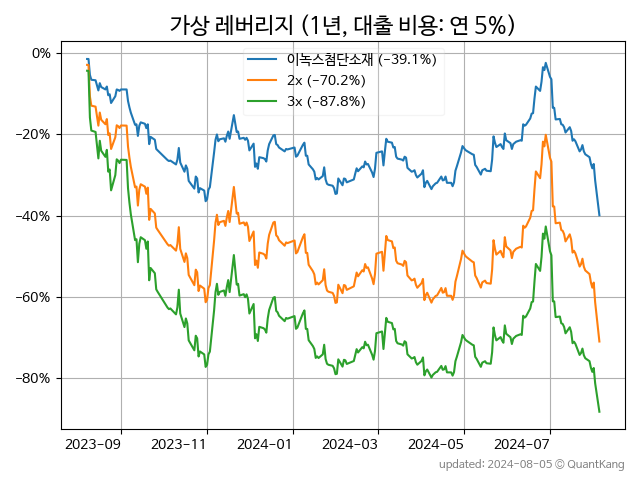 가상 레버리지 (1년, 대출 비용: 연 5%)
이녹스첨단소재 (−39.1%)
2x (−70.2%)
3x (−87.8%)
0%
−20%
−40%
−60%
−80%
2023-09 2023-11 2024-01 2024-03 2024-05 2024-07
updated: 2024-08-05 © QuantKang